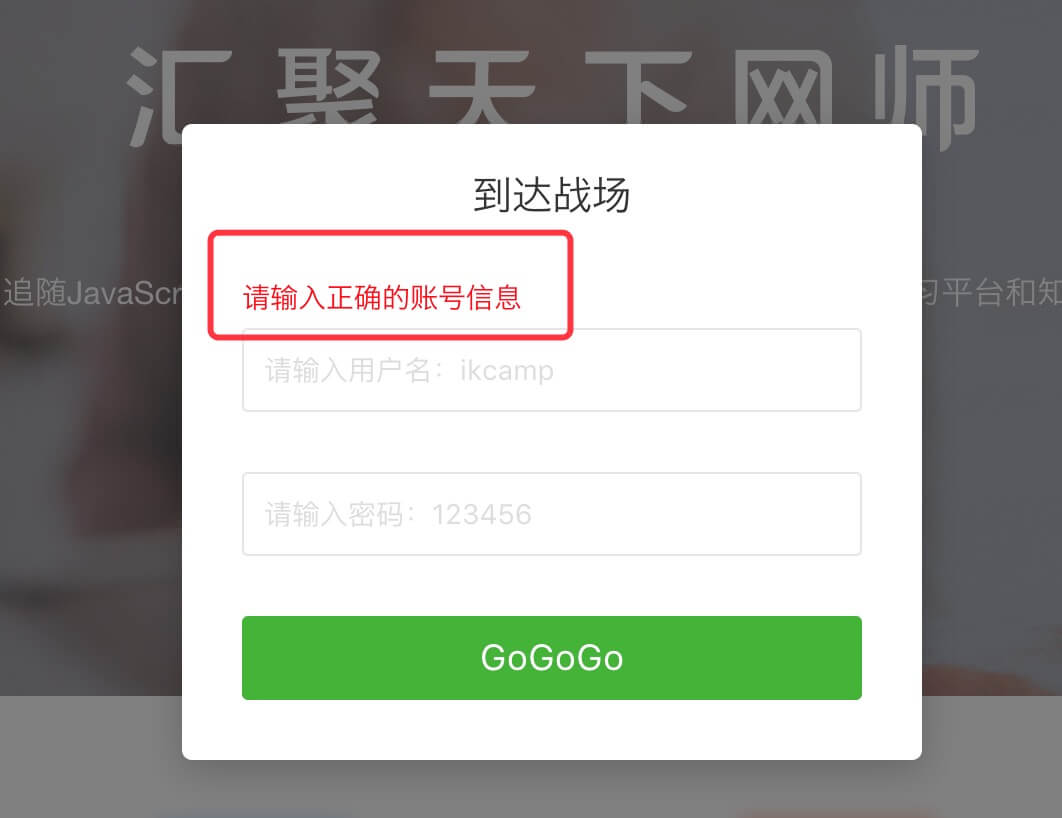 汇聚天下网师
到达战场
追随JavaScr
请输入正确的账号信息
习平台和知
请输入用户名：ikcamp
请输入密码：123456
GoGoGo